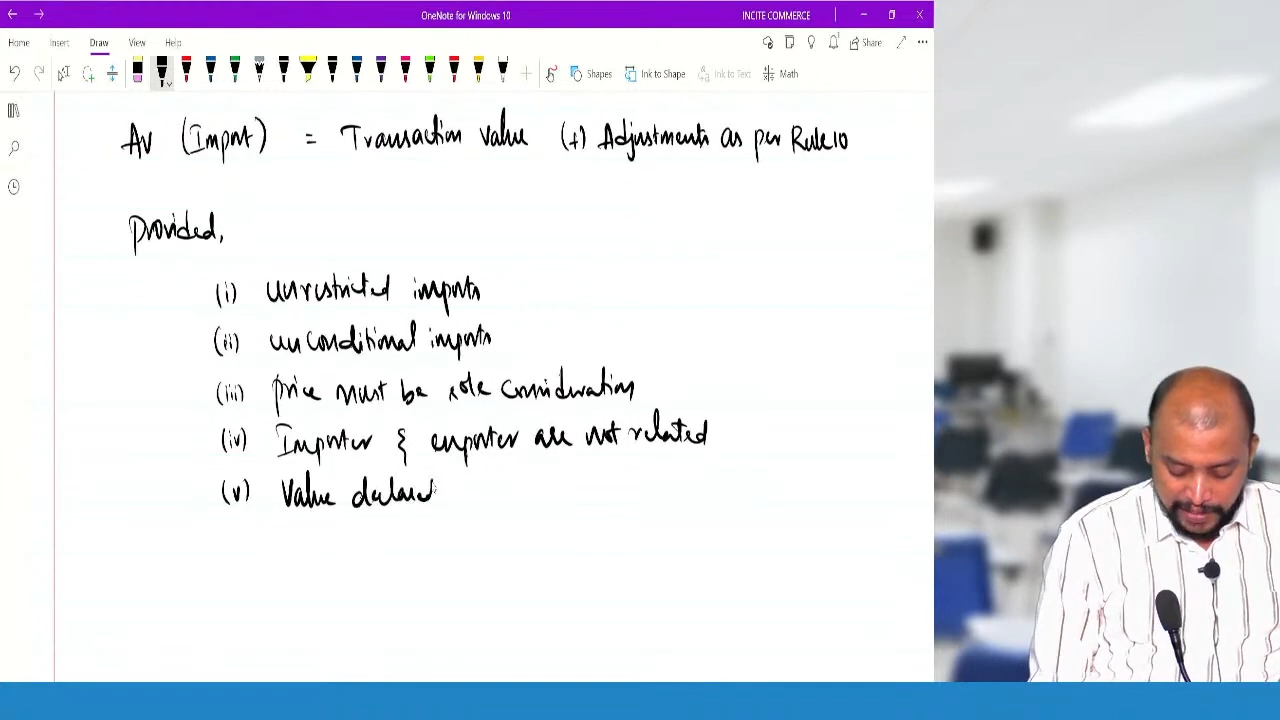 OneNote for Windows 10
INCITE COMMERCE
Home Insert Draw View Help
Share
Shapes Ink to Shape Ink to Text Math
AV (Import) = Transaction value (+) Adjustments as per Rule 10
Provided,
(i) unrestricted imports
(ii) unconditional imports
(iii) price must be sole consideration
(iv) Importer & exporter are not related
(v) Value declared